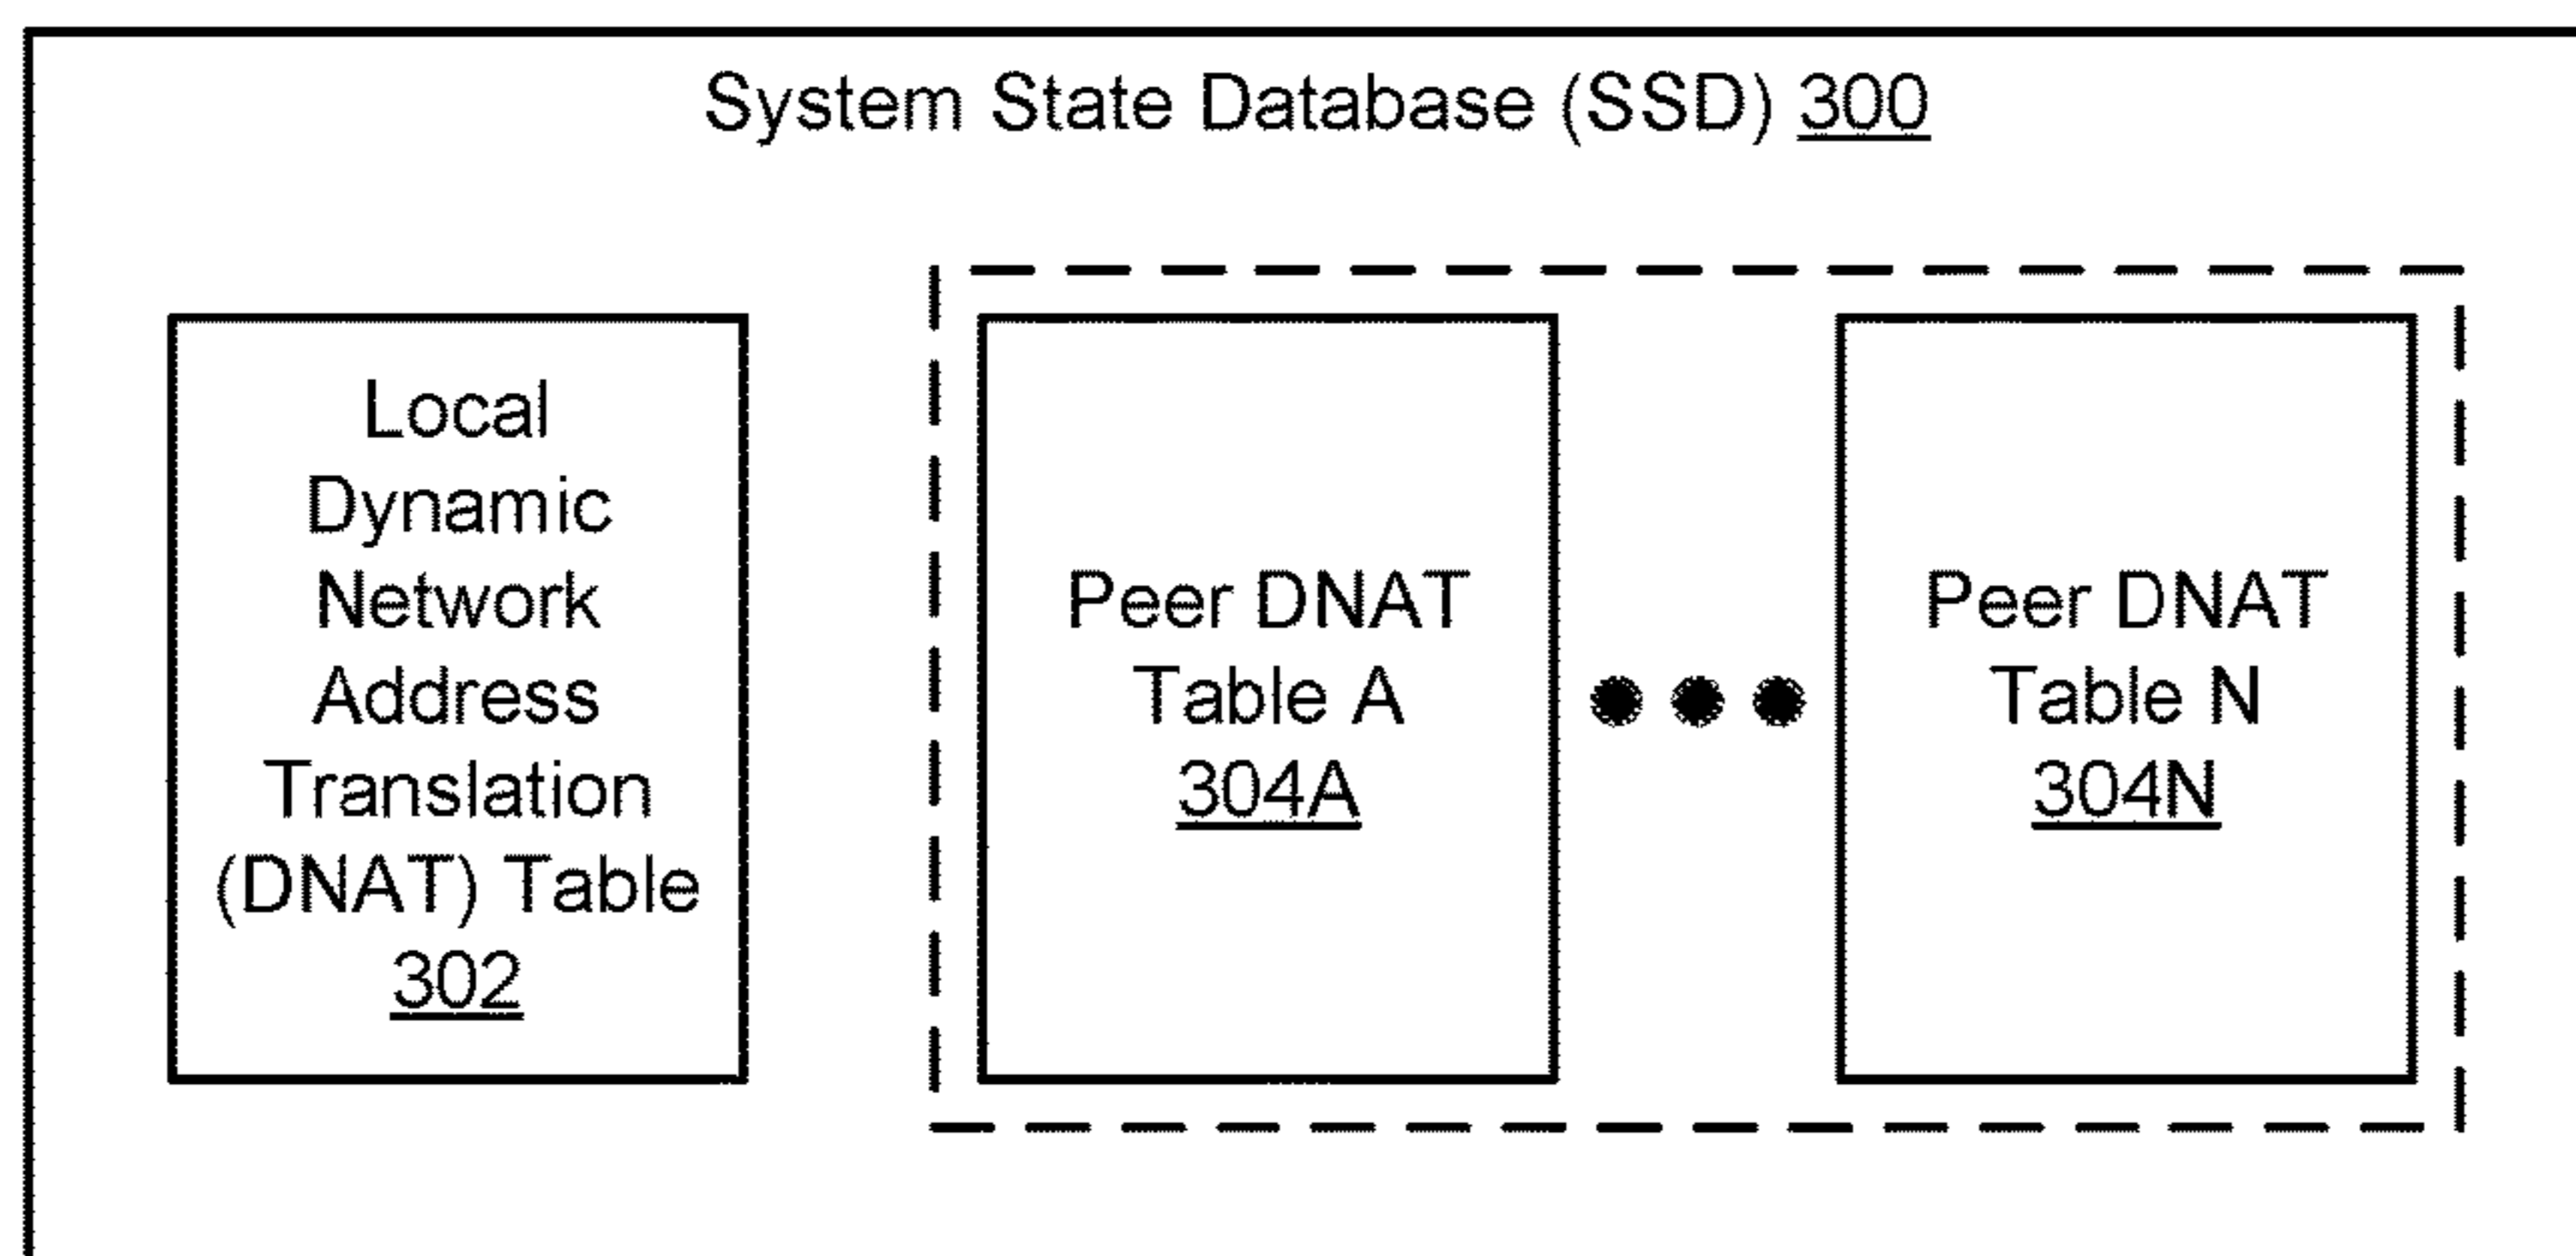 System State Database (SSD) 300
Local
Dynamic
Network
Address
Translation
(DNAT) Table
302
Peer DNAT
Table A
304A
Peer DNAT
Table N
304N